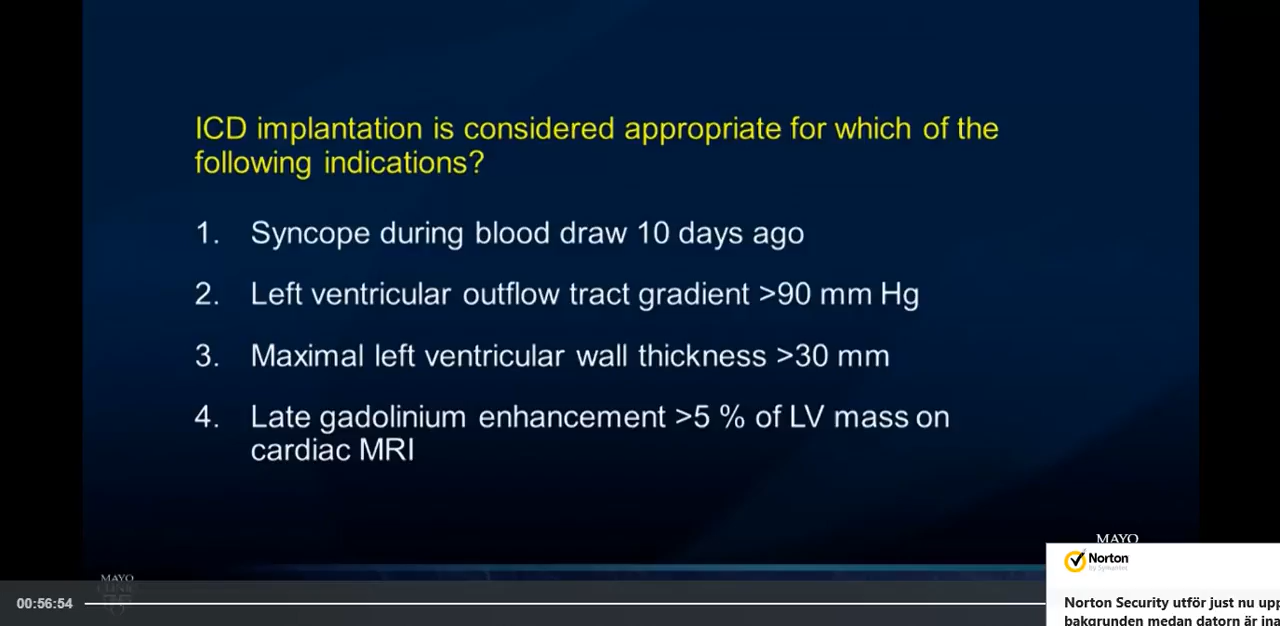 ICD implantation is considered appropriate for which of the
following indications?
1. Syncope during blood draw 10 days ago
2. Left ventricular outflow tract gradient >90 mm Hg
3. Maximal left ventricular wall thickness >30 mm
4. Late gadolinium enhancement >5 % of LV mass on
cardiac MRI
MAYO
Norton
by Symantec
MAYO
CLINIC
00:56:54
Norton Security utför just nu upp
bakgrunden medan datorn är ina